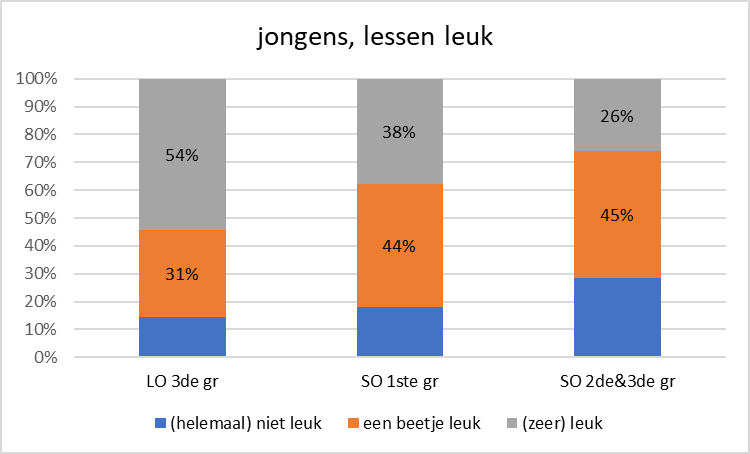 jongens, lessen leuk
100%
90%
80%
70%
60%
50%
40%
30%
20%
10%
0%
54%
38%
26%
31%
44%
45%
LO 3de gr
SO 1ste gr
SO 2de&3de gr
(helemaal) niet leuk
een beetje leuk
(zeer) leuk